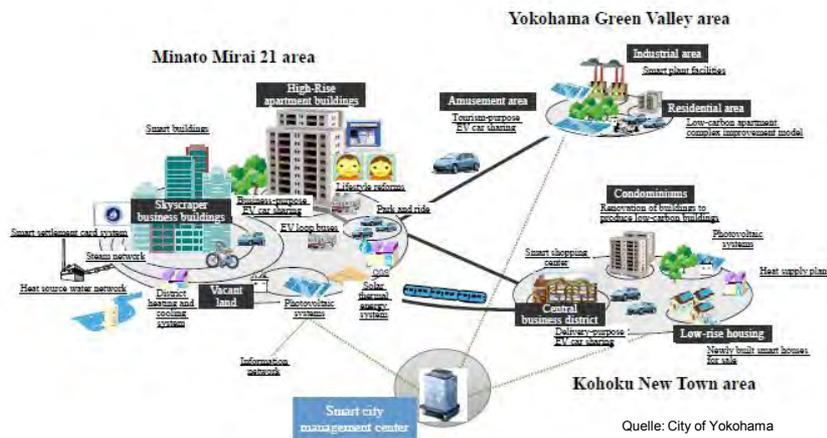 Yokohama Green Valley area
Minato Mirai 21 area
Industrial area
Smart plant facilities
High-Rise
apartment buildings
Amusement area
Tourism-purpose
EV car sharing
Residential area
Low-carbon apartment
complex improvement model
Smart buildings
Lifestyle reforms
Skyscraper
business buildings
Business-purpose
EV car sharing
Park and ride
Condominiums
Renovation of buildings to
produce low-carbon buildings
EV loop buses
Smart settlement card system
Steam network
Photovoltaic
systems
Smart shopping
center
Heat source water network
District
heating and
cooling
system
Vacant
land
Photovoltaic
systems
Solar
thermal
energy
system
Heat supply plan
Central
business district
Delivery-purpose
EV car sharing
Low-rise housing
Newly built smart houses
for sale
Information
network
Kohoku New Town area
Smart city
management center
Quelle: City of Yokohama